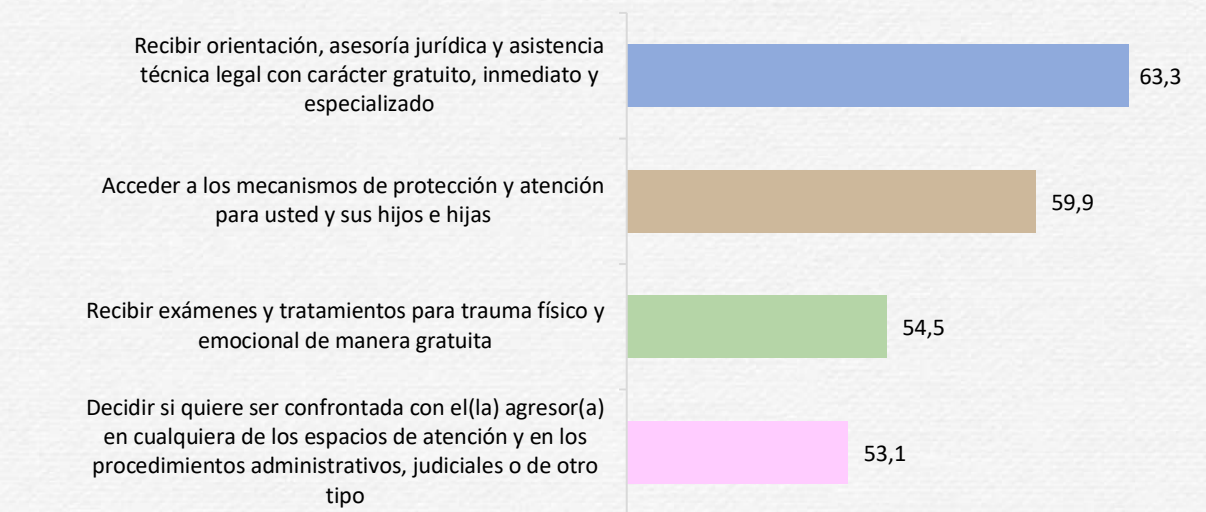 Recibir orientación, asesoría jurídica y asistencia
técnica legal con carácter gratuito, inmediato y
especializado
63,3
Acceder a los mecanismos de protección y atención
para usted y sus hijos e hijas
59,9
Recibir exámenes y tratamientos para trauma físico y
emocional de manera gratuita
54,5
Decidir si quiere ser confrontada con el(la) agresor(a)
en cualquiera de los espacios de atención y en los
procedimientos administrativos, judiciales o de otro
tipo
53,1